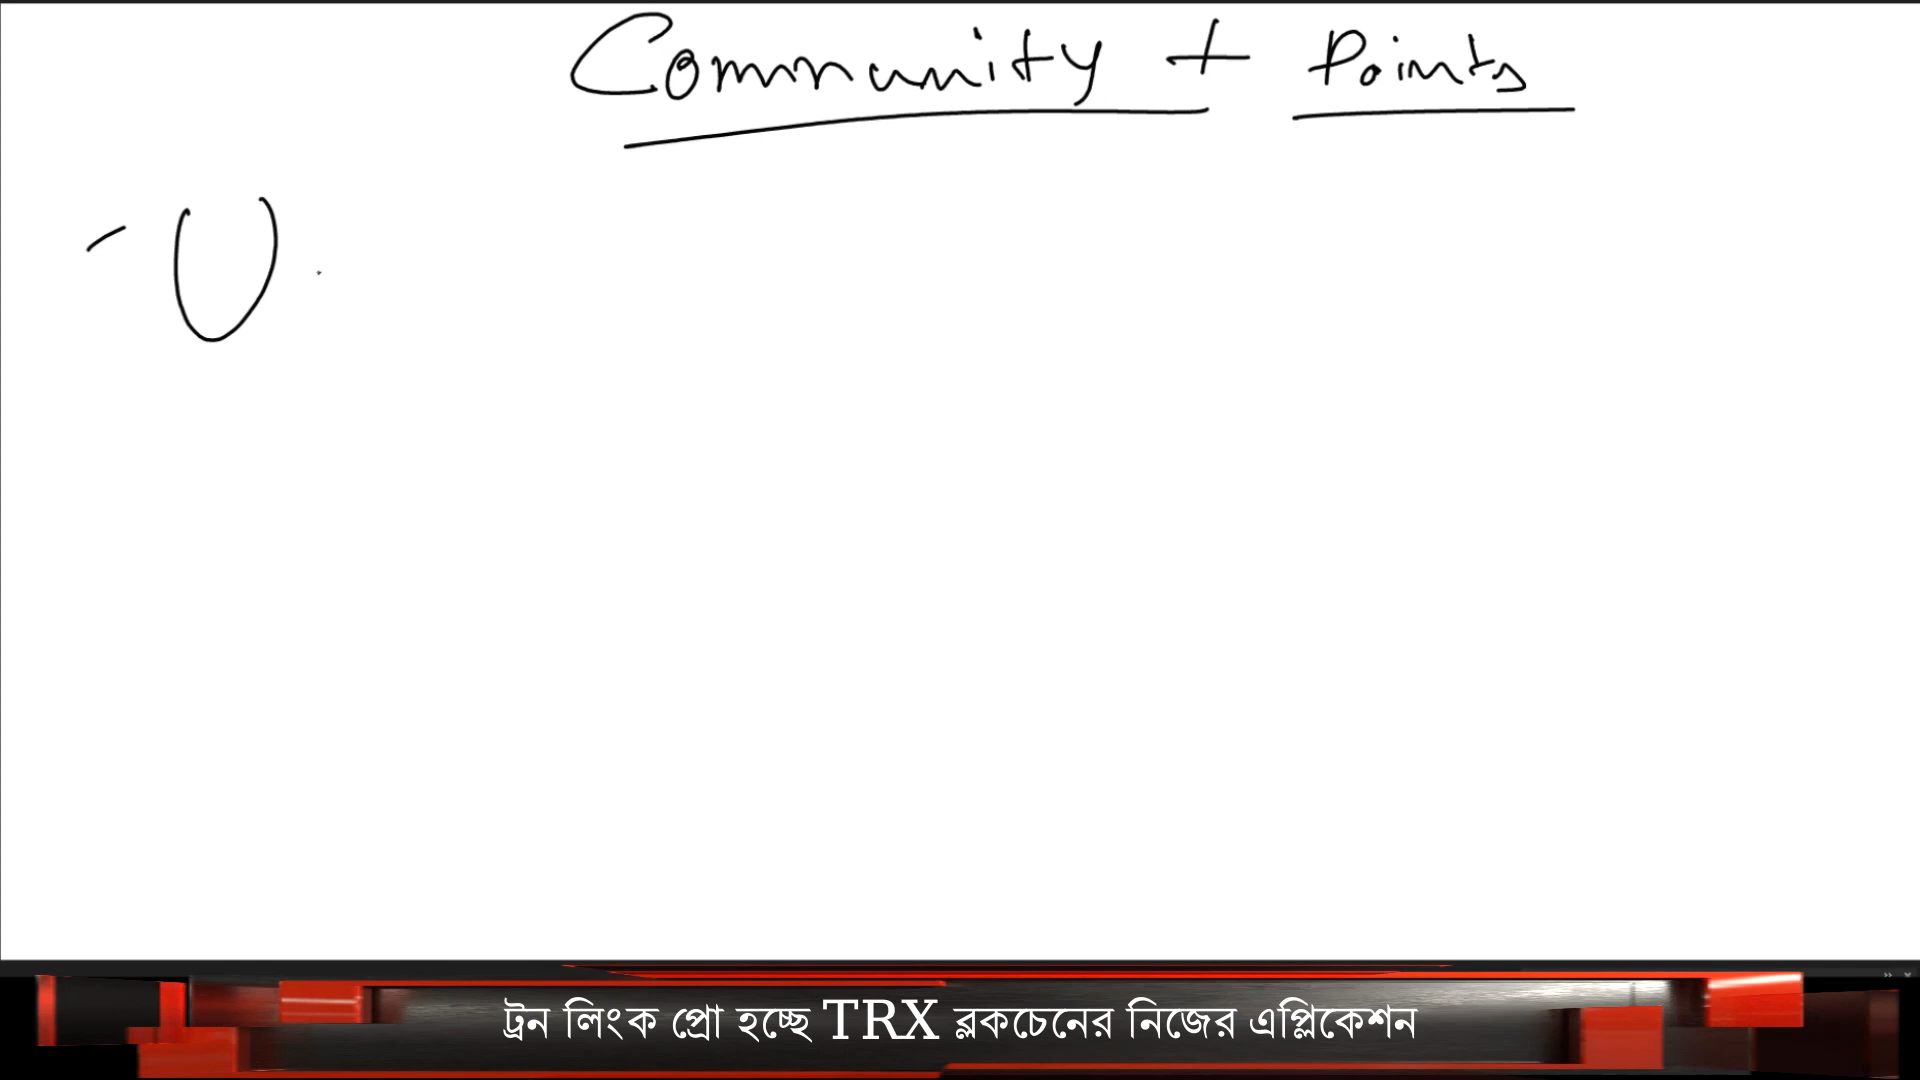 Community + Points
- U
ট্রন লিংক প্রো হচ্ছে TRX ব্লকচেনের নিজের এপ্লিকেশন